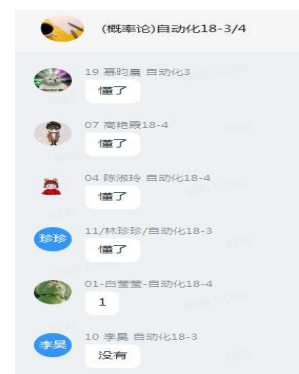 (概率论)自动化18-3/4
19 慕昀晨 自动化3
懂了
07 高艳霞18-4
懂了
04 陈淑玲 自动化18-4
懂了
珍珍
11/林珍珍/自动化18-3
懂了
01-白莹莹-自动化18-4
1
李昊
10 李昊 自动化18-3
没有